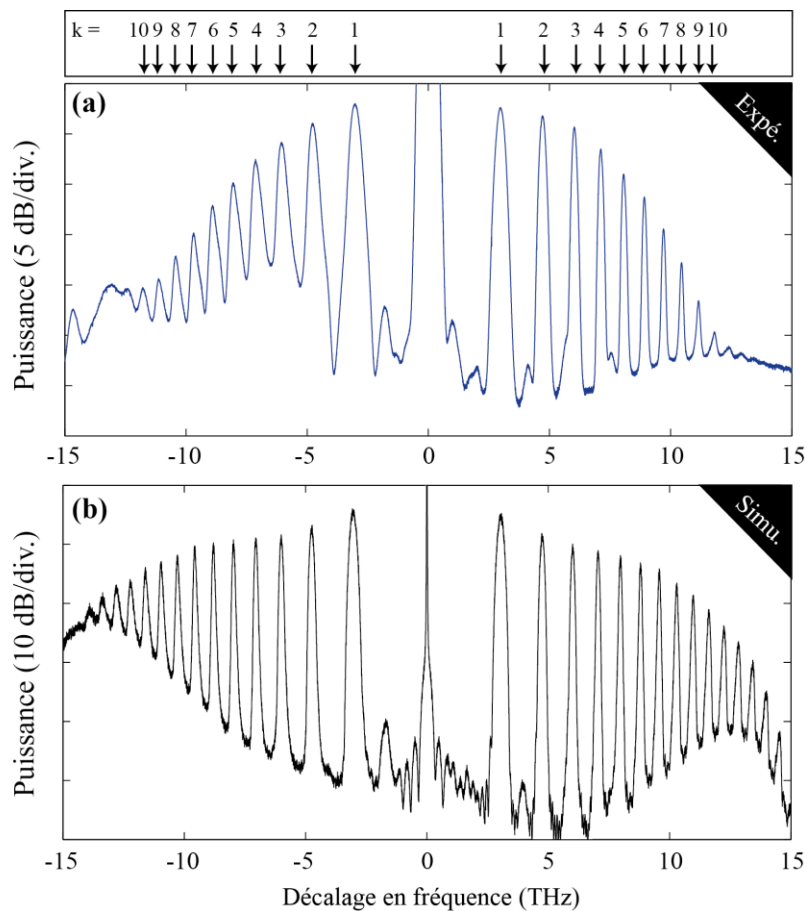 k = 10 9 8 7 6 5 4 3 2 1 1 2 3 4 5 6 7 8 9 10
(a)
Expé.
Puissance (5 dB/div.)
-15 -10 -5 0 5 10 15
(b)
Simu.
Puissance (10 dB/div.)
-15 -10 -5 0 5 10 15
Décalage en fréquence (THz)